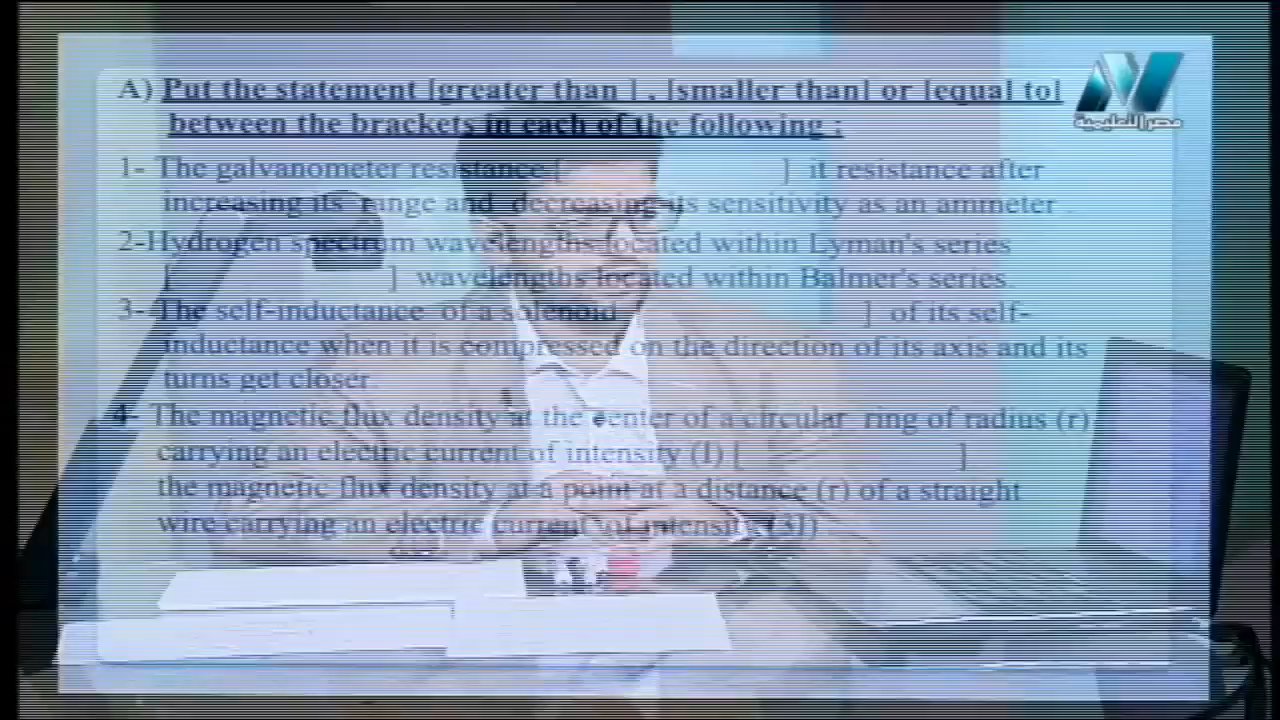 A) Put the statement [greater than ] , [smaller than] or [equal to]
between the brackets in each of the following :
1- The galvanometer resistance [ ] it resistance after
increasing its range and decreasing its sensitivity as an ammeter .
2-Hydrogen spectrum wavelengths located within Lyman's series
[ ] wavelengths located within Balmer's series.
3- The self-inductance of a solenoid ] of its self-
inductance when it is compressed on the direction of its axis and its
turns get closer.
4- The magnetic flux density at the center of a circular ring of radius (r)
carrying an electric current of intensity (I) [ ]
the magnetic flux density at a point at a distance (r) of a straight
wire carrying an electric current of intensity (3I)
مصر التعليمية